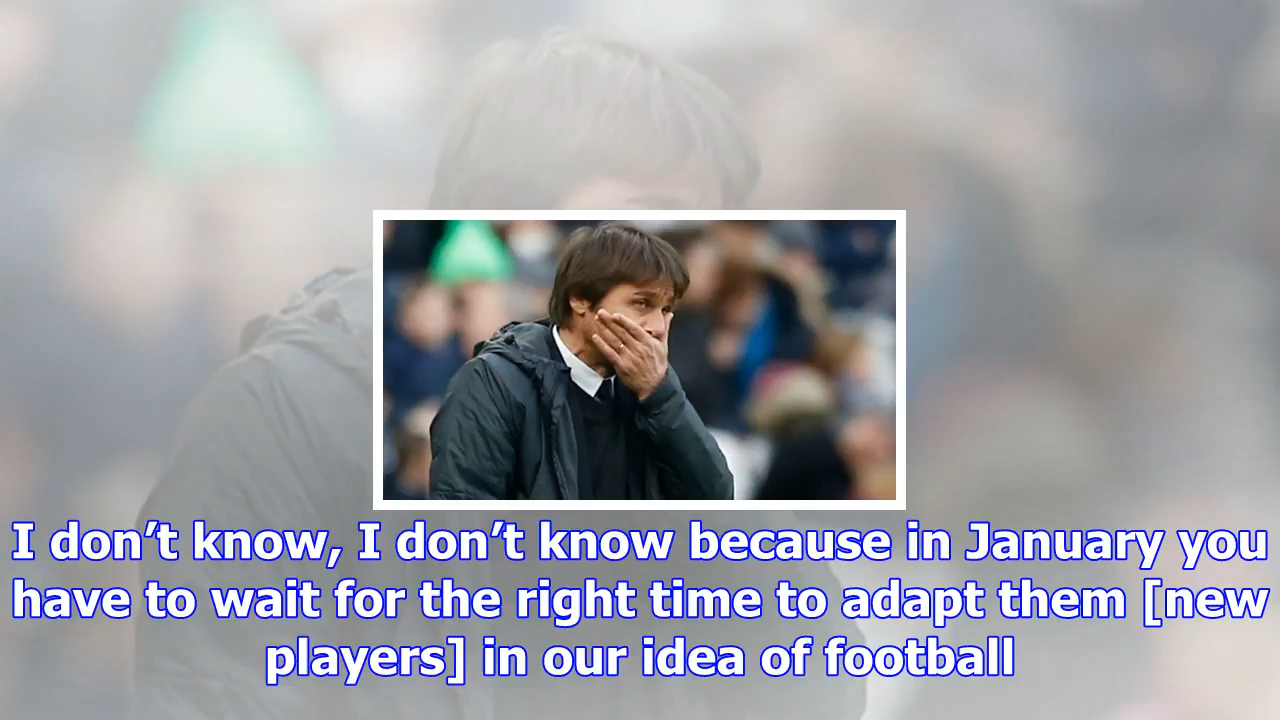 I don’t know, I don’t know because in January you
have to wait for the right time to adapt them [new
players] in our idea of football